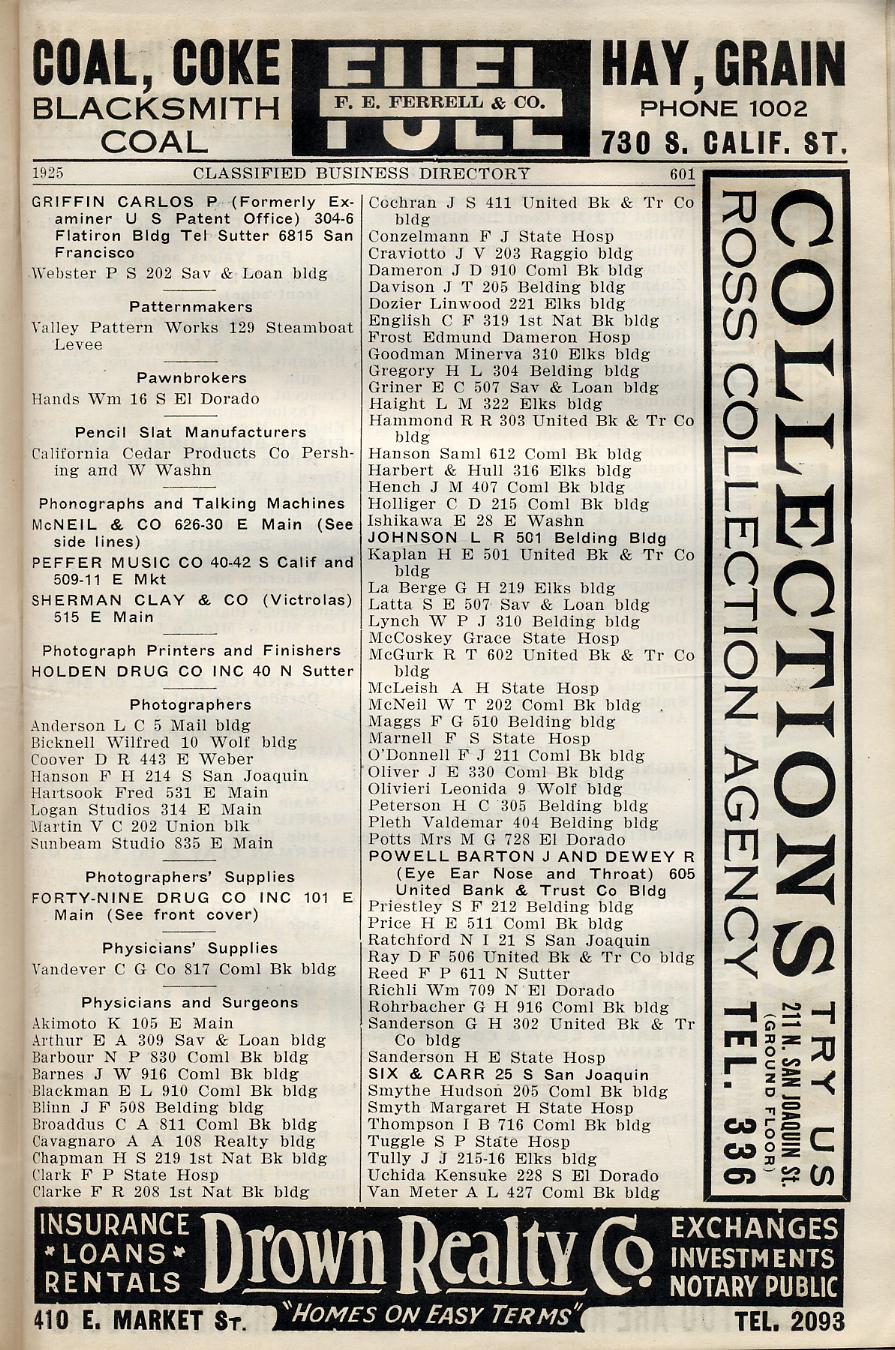 COAL, COKE
BLACKSMITH
COAL
FUEL
F. E. FERRELL & CO.
HAY, GRAIN
PHONE 1002
730 S. CALIF. ST.
1925 CLASSIFIED BUSINESS DIRECTORY 601
GRIFFIN CARLOS P (Formerly Ex-
aminer U S Patent Office) 304-6
Flatiron Bldg Tel Sutter 6815 San
Francisco
Webster P S 202 Sav & Loan bldg
Patternmakers
Valley Pattern Works 129 Steamboat
Levee
Pawnbrokers
Hands Wm 16 S El Dorado
Pencil Slat Manufacturers
California Cedar Products Co Persh-
ing and W Washn
Phonographs and Talking Machines
McNEIL & CO 626-30 E Main (See
side lines)
PEFFER MUSIC CO 40-42 S Calif and
509-11 E Mkt
SHERMAN CLAY & CO (Victrolas)
515 E Main
Photograph Printers and Finishers
HOLDEN DRUG CO INC 40 N Sutter
Photographers
Anderson L C 5 Mail bldg
Bicknell Wilfred 10 Wolf bldg
Coover D R 443 E Weber
Hanson F H 214 S San Joaquin
Hartsook Fred 531 E Main
Logan Studios 314 E Main
Martin V C 202 Union blk
Sunbeam Studio 835 E Main
Photographers' Supplies
FORTY-NINE DRUG CO INC 101 E
Main (See front cover)
Physicians' Supplies
Vandever C G Co 817 Coml Bk bldg
Physicians and Surgeons
Akimoto K 105 E Main
Arthur E A 309 Sav & Loan bldg
Barbour N P 830 Coml Bk bldg
Barnes J W 916 Coml Bk bldg
Blackman E L 910 Coml Bk bldg
Blinn J F 508 Belding bldg
Broaddus C A 811 Coml Bk bldg
Cavagnaro A A 108 Realty bldg
Chapman H S 219 1st Nat Bk bldg
Clark F P State Hosp
Clarke F R 208 1st Nat Bk bldg
Cochran J S 411 United Bk & Tr Co
bldg
Conzelmann F J State Hosp
Craviotto J V 203 Raggio bldg
Dameron J D 910 Coml Bk bldg
Davison J T 205 Belding bldg
Dozier Linwood 221 Elks bldg
English C F 319 1st Nat Bk bldg
Frost Edmund Dameron Hosp
Goodman Minerva 310 Elks bldg
Gregory H L 304 Belding bldg
Griner E C 507 Sav & Loan bldg
Haight L M 322 Elks bldg
Hammond R R 303 United Bk & Tr Co
bldg
Hanson Saml 612 Coml Bk bldg
Harbert & Hull 316 Elks bldg
Hench J M 407 Coml Bk bldg
Holliger C D 215 Coml Bk bldg
Ishikawa E 28 E Washn
JOHNSON L R 501 Belding Bldg
Kaplan H E 501 United Bk & Tr Co
bldg
La Berge G H 219 Elks bldg
Latta S E 507 Sav & Loan bldg
Lynch W P J 310 Belding bldg
McCoskey Grace State Hosp
McGurk R T 602 United Bk & Tr Co
bldg
McLeish A H State Hosp
McNeil W T 202 Coml Bk bldg
Maggs F G 510 Belding bldg
Marnell F S State Hosp
O'Donnell F J 211 Coml Bk bldg
Oliver J E 330 Coml Bk bldg
Olivieri Leonida 9 Wolf bldg
Peterson H C 305 Belding bldg
Pleth Valdemar 404 Belding bldg
Potts Mrs M G 728 El Dorado
POWELL BARTON J AND DEWEY R
(Eye Ear Nose and Throat) 605
United Bank & Trust Co Bldg
Priestley S F 212 Belding bldg
Price H E 511 Coml Bk bldg
Ratchford N I 21 S San Joaquin
Ray D F 506 United Bk & Tr Co bldg
Reed F P 611 N Sutter
Richli Wm 709 N El Dorado
Rohrbacher G H 916 Coml Bk bldg
Sanderson G H 302 United Bk & Tr
Co bldg
Sanderson H E State Hosp
SIX & CARR 25 S San Joaquin
Smythe Hudson 205 Coml Bk bldg
Smyth Margaret H State Hosp
Thompson I B 716 Coml Bk bldg
Tuggle S P State Hosp
Tully J J 215-16 Elks bldg
Uchida Kensuke 228 S El Dorado
Van Meter A L 427 Coml Bk bldg
COLLECTIONS TRY US
211 N. SAN JOAQUIN St.
(GROUND FLOOR)
ROSS COLLECTION AGENCY TEL. 336
INSURANCE
*LOANS*
RENTALS
Drown Realty Co.
EXCHANGES
INVESTMENTS
NOTARY PUBLIC
410 E. MARKET ST.
"HOMES ON EASY TERMS"
TEL. 2093